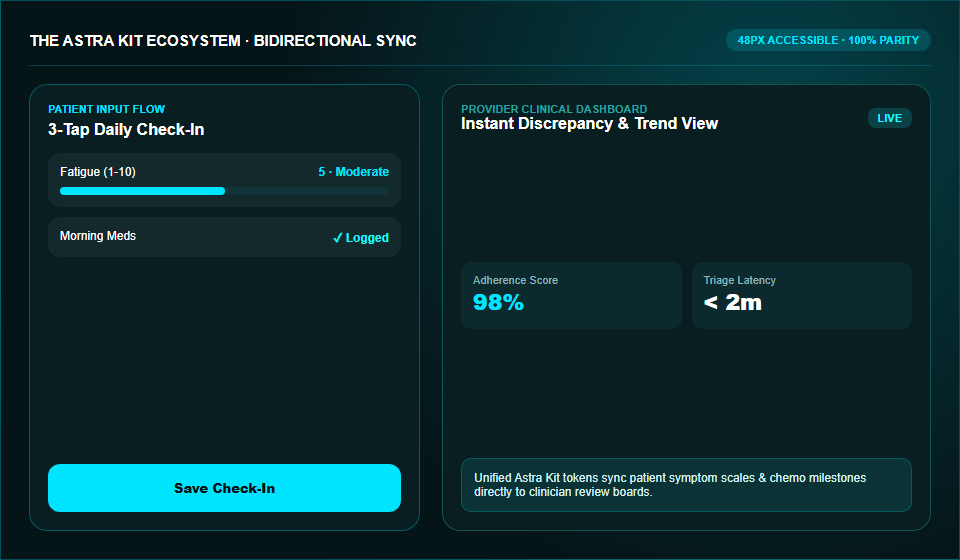 THE ASTRA KIT ECOSYSTEM · BIDIRECTIONAL SYNC
48PX ACCESSIBLE · 100% PARITY
PATIENT INPUT FLOW
3-Tap Daily Check-In
Fatigue (1-10)
5 · Moderate
Morning Meds
✓ Logged
Save Check-In
PROVIDER CLINICAL DASHBOARD
Instant Discrepancy & Trend View
LIVE
Adherence Score
98%
Triage Latency
< 2m
Unified Astra Kit tokens sync patient symptom scales & chemo milestones
directly to clinician review boards.